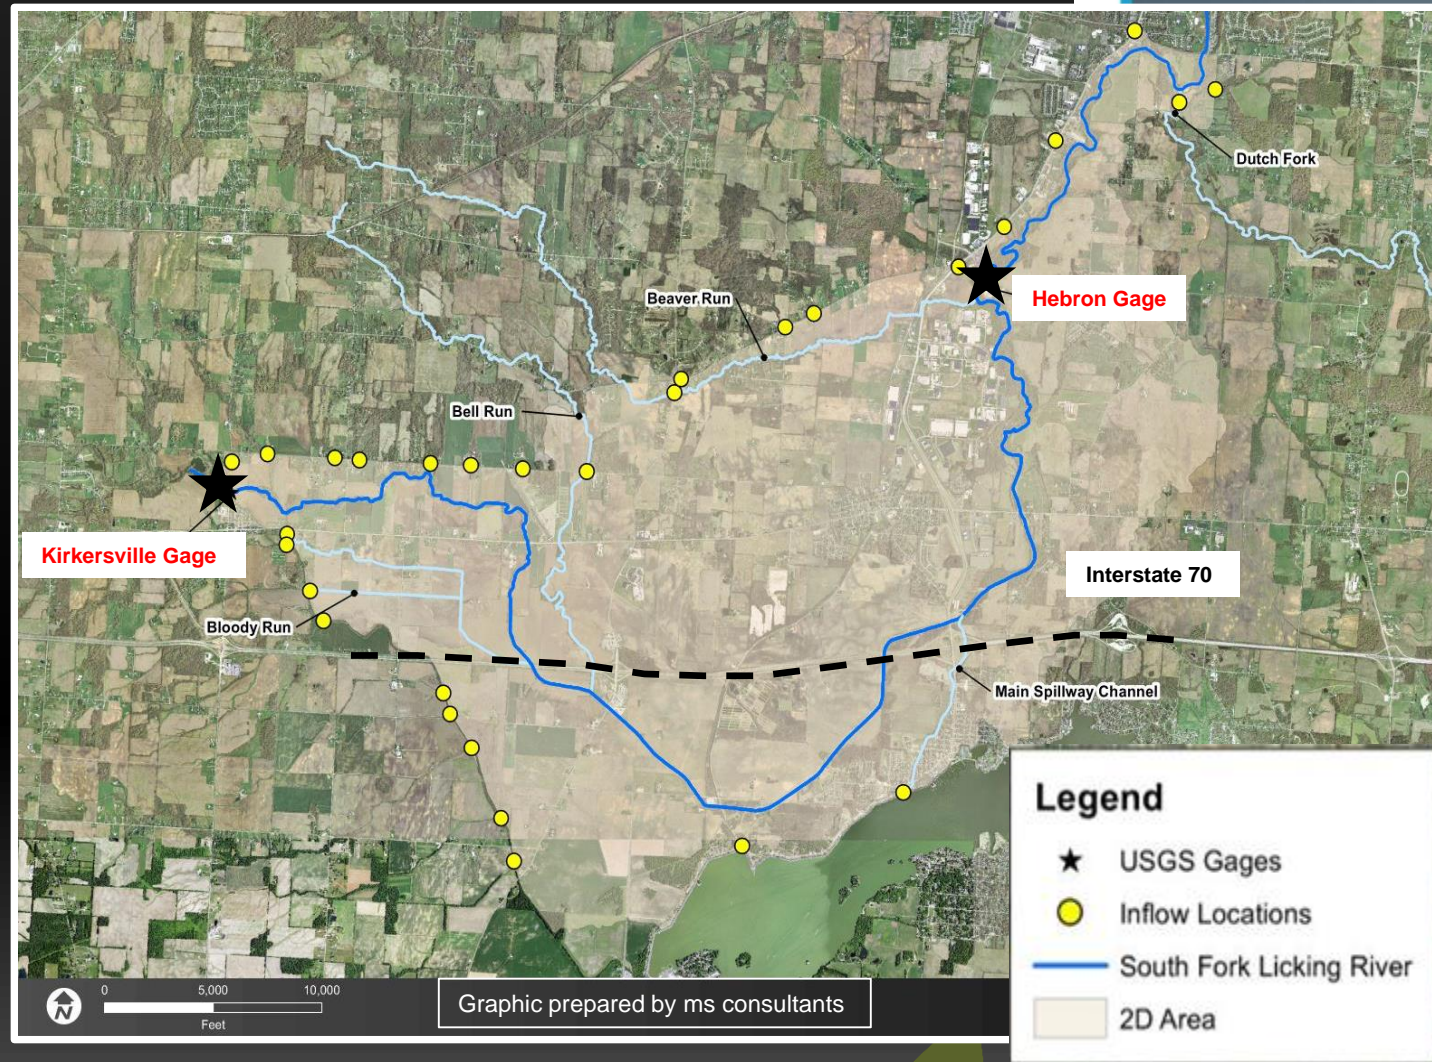 Dutch Fork
Beaver Run
Hebron Gage
Bell Run
Kirkersville Gage
Interstate 70
Bloody Run
Main Spillway Channel
Legend
USGS Gages
Inflow Locations
South Fork Licking River
2D Area
N
0 5,000 10,000
Feet
Graphic prepared by ms consultants